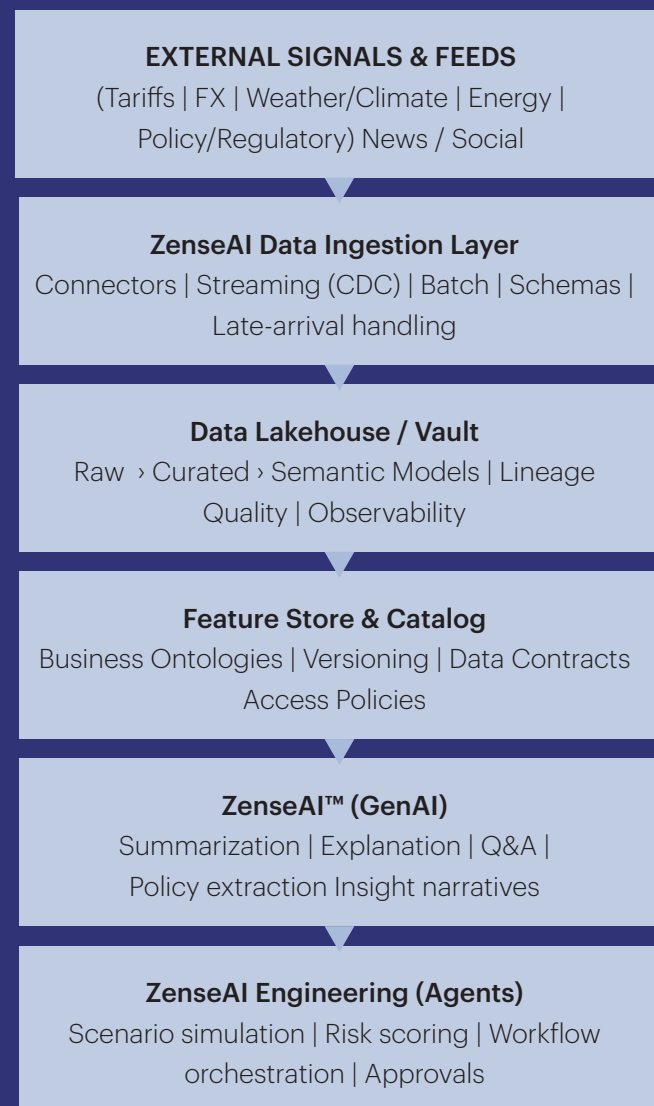 EXTERNAL SIGNALS & FEEDS
(Tariffs | FX | Weather/Climate | Energy |
Policy/Regulatory) News / Social
ZenseAI Data Ingestion Layer
Connectors | Streaming (CDC) | Batch | Schemas |
Late-arrival handling
Data Lakehouse / Vault
Raw › Curated › Semantic Models | Lineage
Quality | Observability
Feature Store & Catalog
Business Ontologies | Versioning | Data Contracts
Access Policies
ZenseAI™ (GenAI)
Summarization | Explanation | Q&A |
Policy extraction Insight narratives
ZenseAI Engineering (Agents)
Scenario simulation | Risk scoring | Workflow
orchestration | Approvals